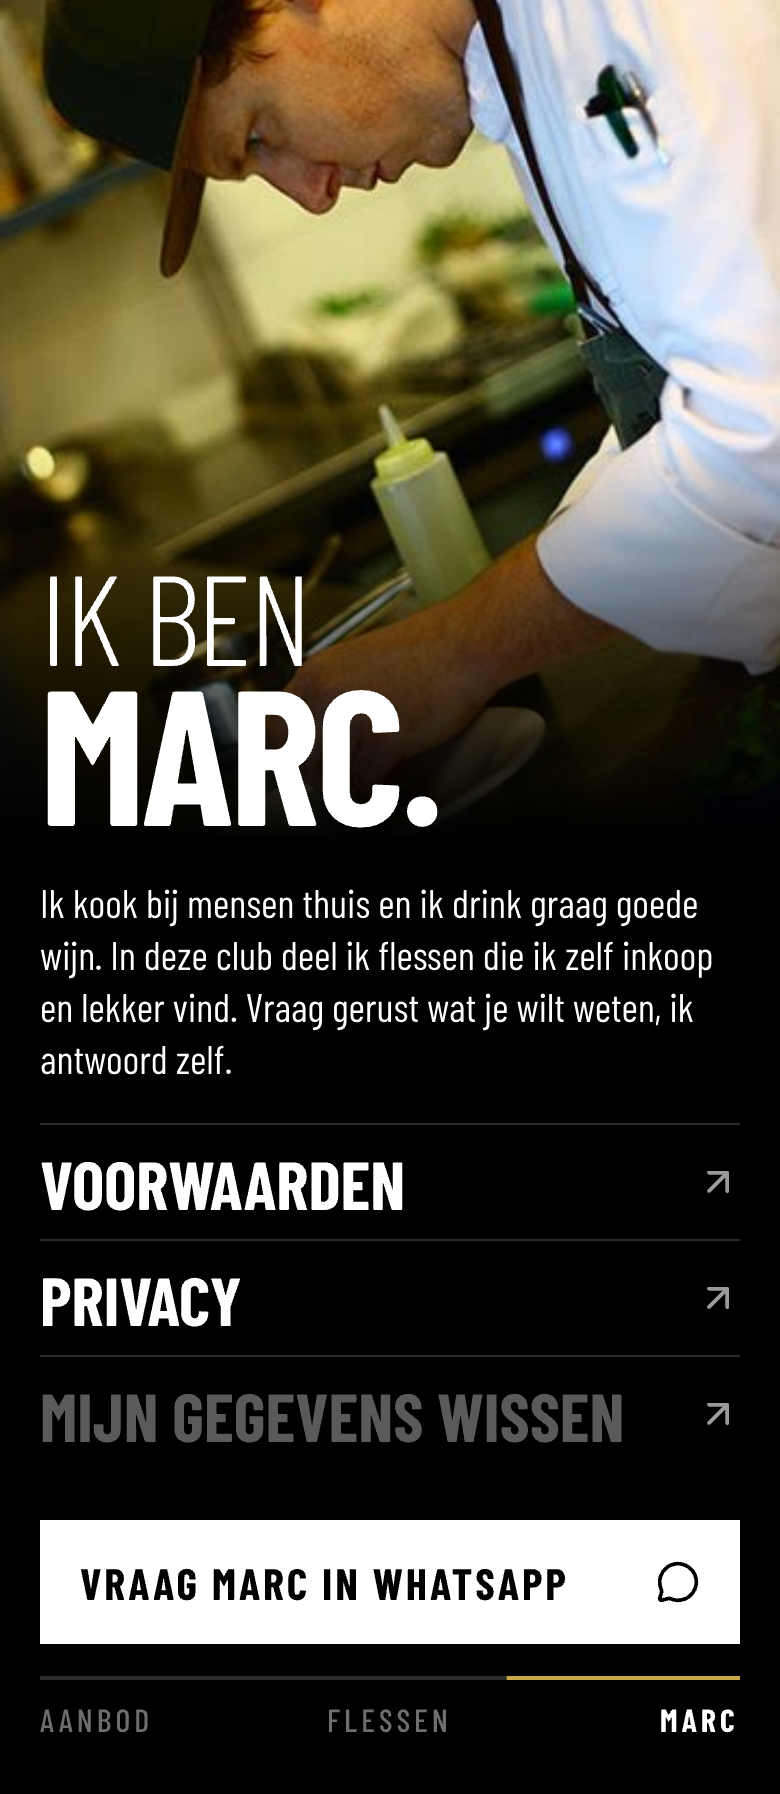 IK BEN
MARC.
Ik kook bij mensen thuis en ik drink graag goede
wijn. In deze club deel ik flessen die ik zelf inkoop
en lekker vind. Vraag gerust wat je wilt weten, ik
antwoord zelf.
VOORWAARDEN
PRIVACY
MIJN GEGEVENS WISSEN
VRAAG MARC IN WHATSAPP
AANBOD
FLESSEN
MARC